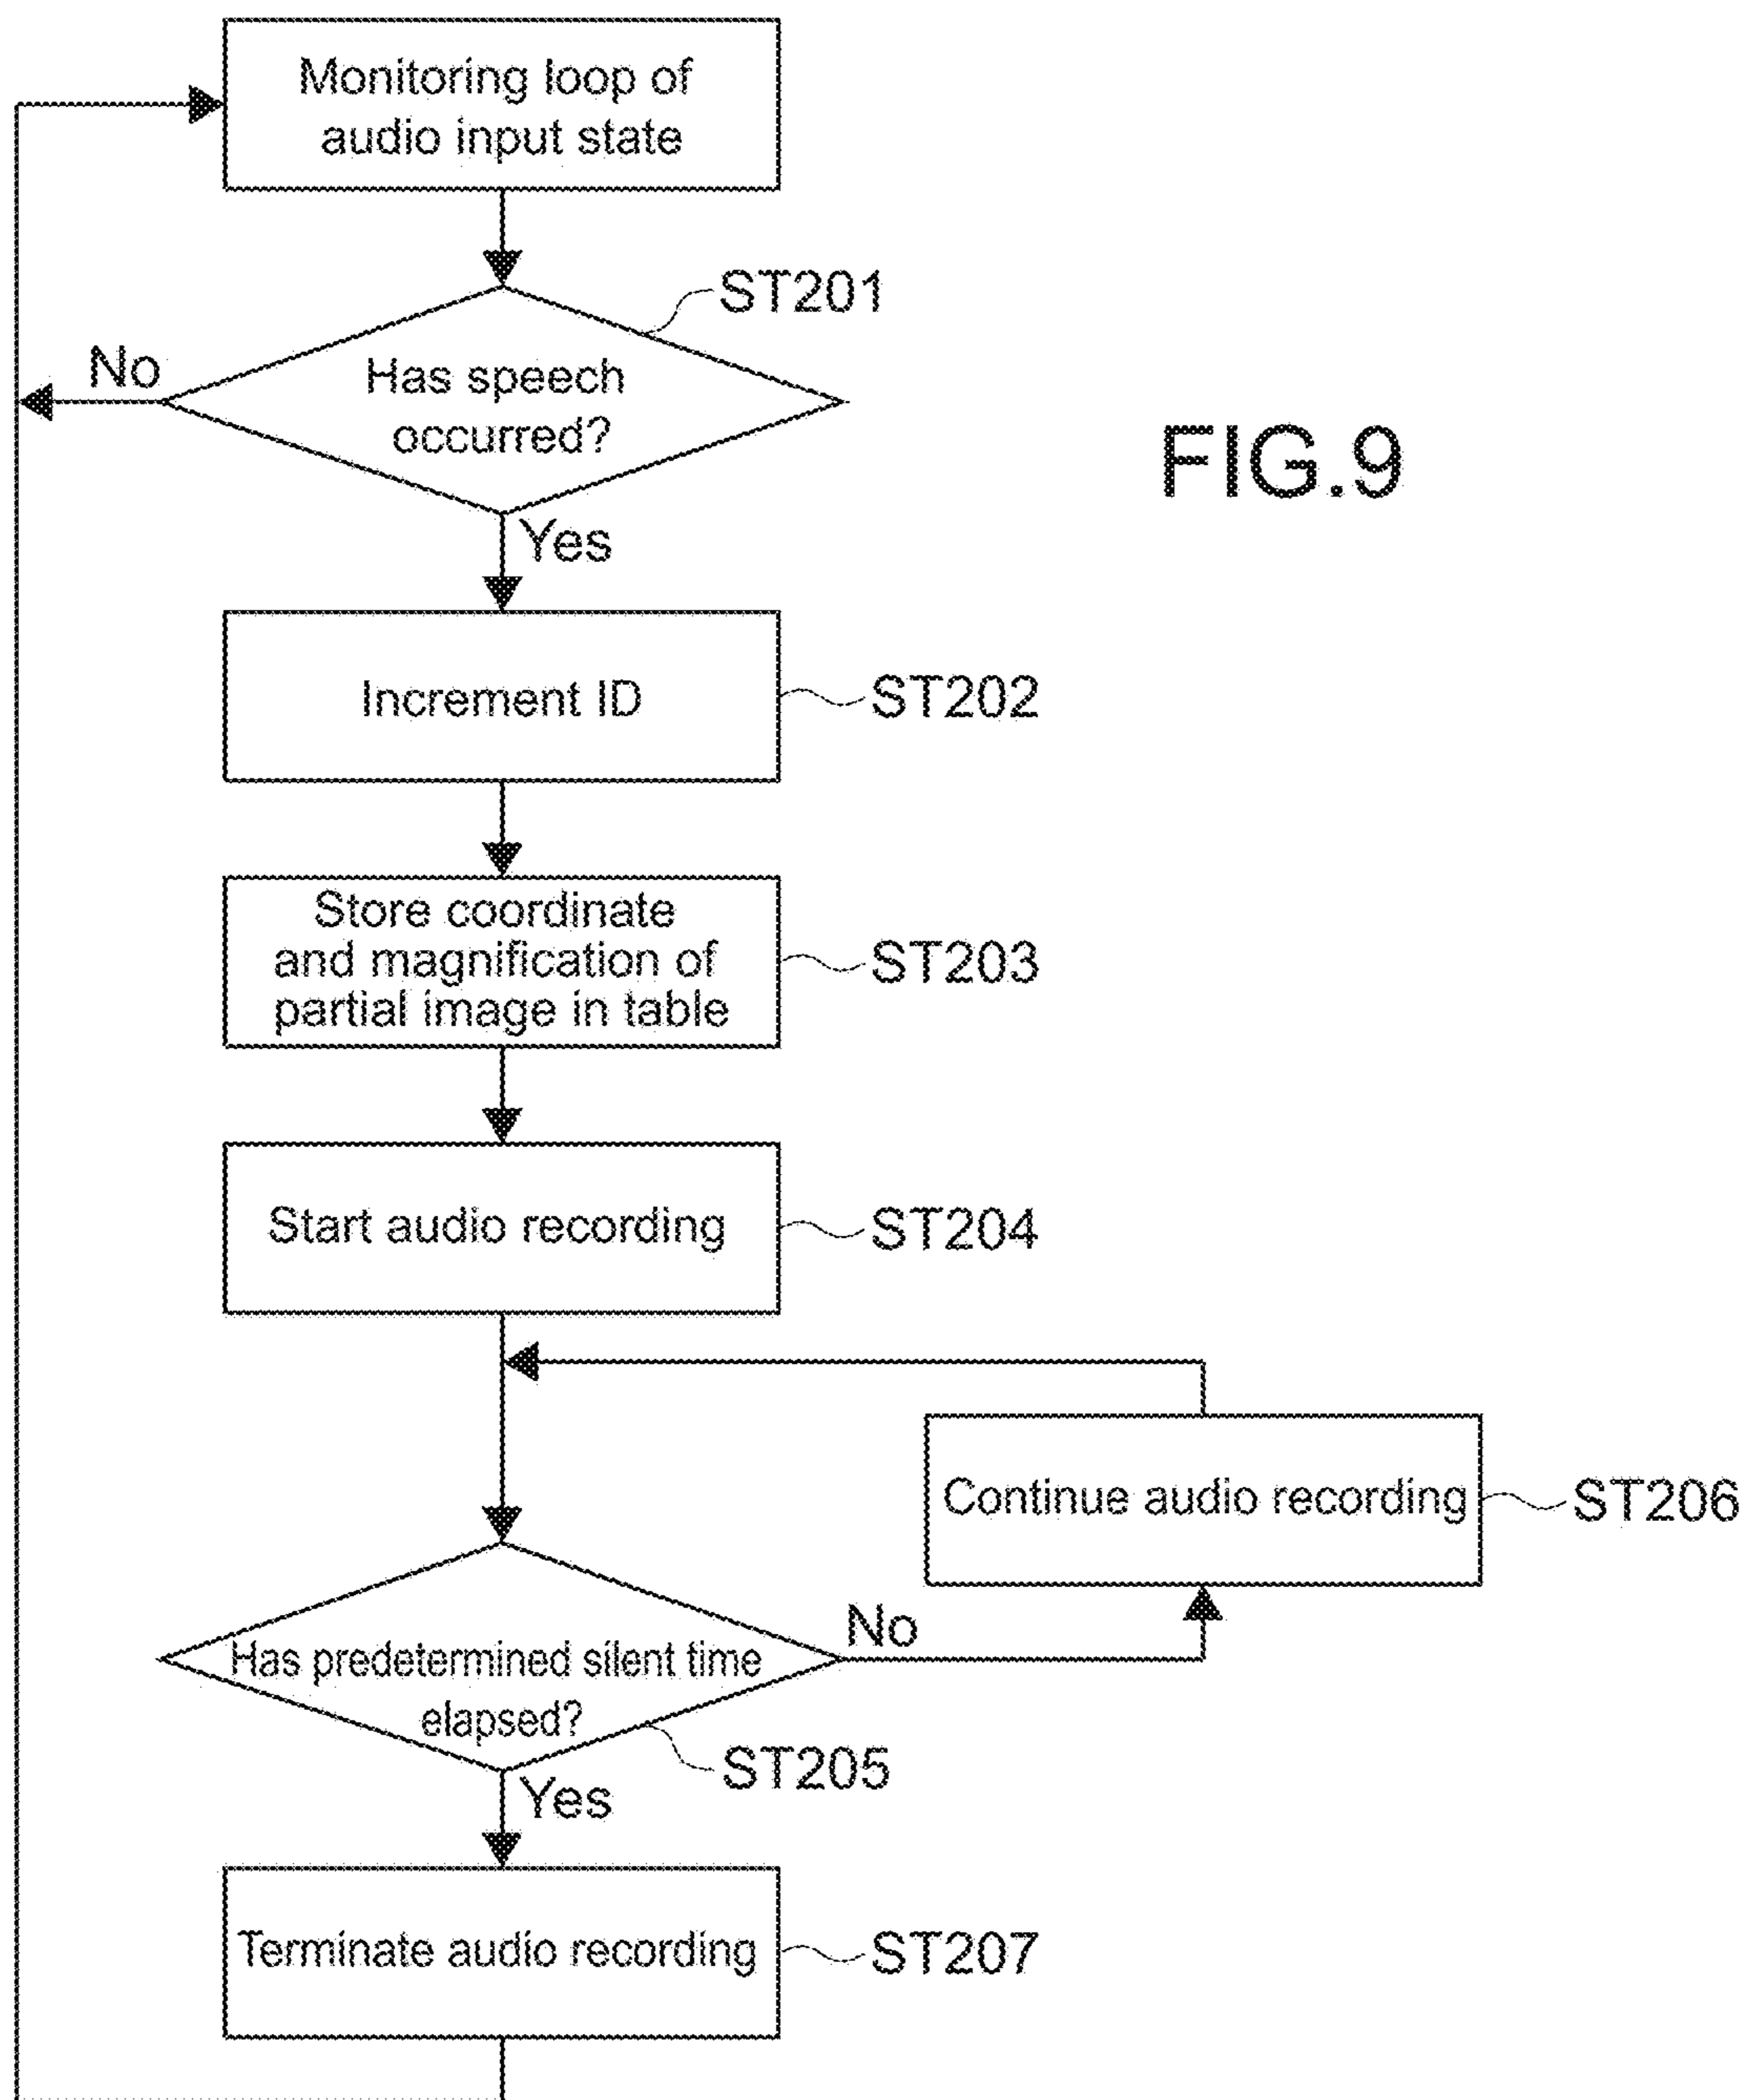 Monitoring loop of
audio input state
ST201
No
Has speech
occurred?
FIG.9
Yes
Increment ID
ST202
Store coordinate
and magnification of
partial image in table
ST203
Start audio recording
ST204
Continue audio recording
ST206
No
Has predetermined silent time
elapsed?
ST205
Yes
Terminate audio recording
ST207